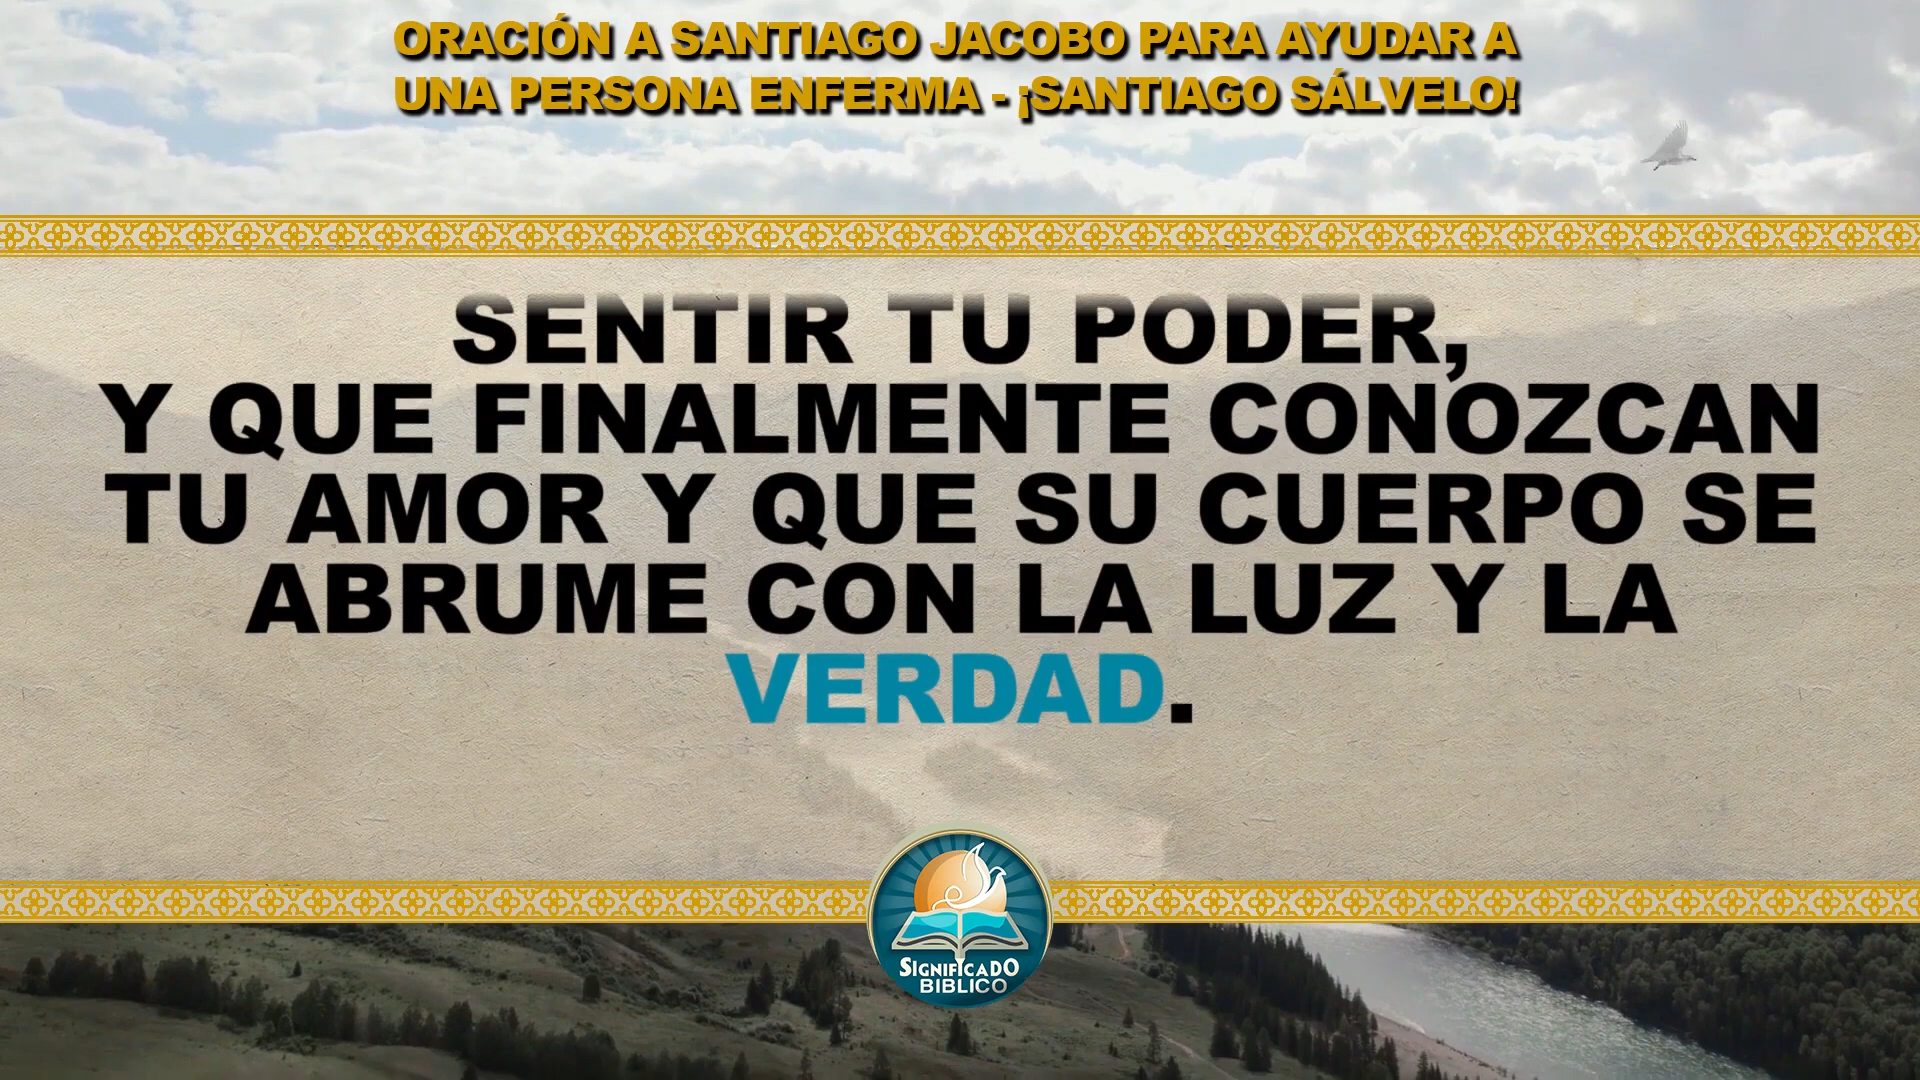 ORACIÓN A SANTIAGO JACOBO PARA AYUDAR A
UNA PERSONA ENFERMA - ¡SANTIAGO SÁLVELO!
SENTIR TU PODER,
Y QUE FINALMENTE CONOZCAN
TU AMOR Y QUE SU CUERPO SE
ABRUME CON LA LUZ Y LA
VERDAD.
SIGNIFICADO
BIBLICO